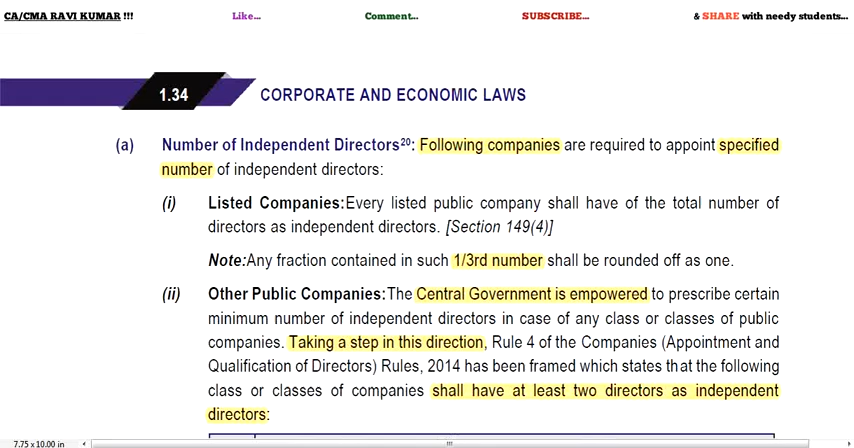 CA/CMA RAVI KUMAR !!! Like... Comment... SUBSCRIBE... & SHARE with needy students...
1.34 CORPORATE AND ECONOMIC LAWS
(a) Number of Independent Directors20: Following companies are required to appoint specified
number of independent directors:
(i) Listed Companies:Every listed public company shall have of the total number of
directors as independent directors. [Section 149(4)]
Note:Any fraction contained in such 1/3rd number shall be rounded off as one.
(ii) Other Public Companies:The Central Government is empowered to prescribe certain
minimum number of independent directors in case of any class or classes of public
companies. Taking a step in this direction, Rule 4 of the Companies (Appointment and
Qualification of Directors) Rules, 2014 has been framed which states that the following
class or classes of companies shall have at least two directors as independent
directors:
7.75 x 10.00 in